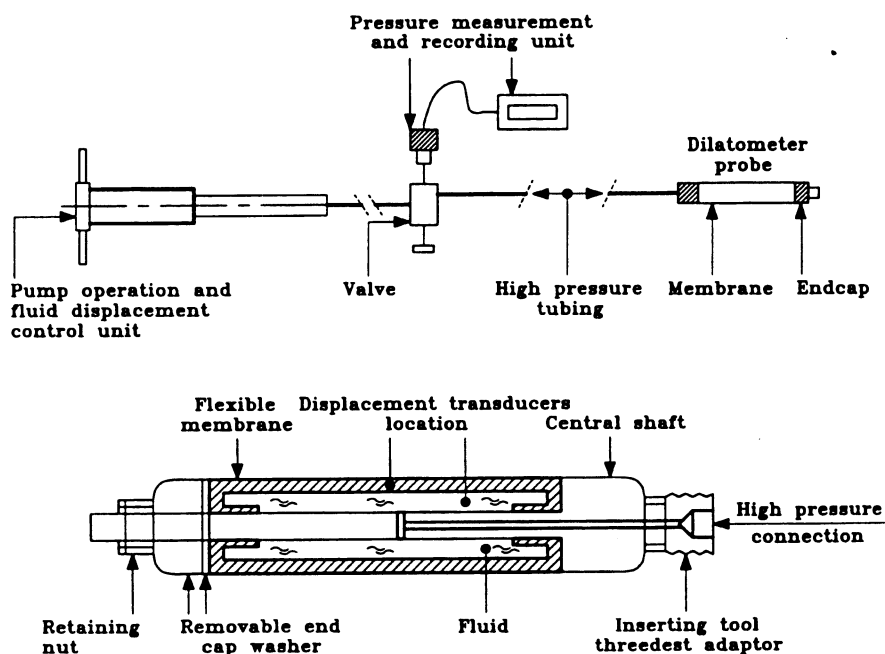 Pressure measurement
and recording unit
Dilatometer
probe
Pump operation and
fluid displacement
control unit
Valve
High pressure
tubing
Membrane
Endcap
Flexible
membrane
Displacement transducers
location
Central shaft
High pressure
connection
Retaining
nut
Removable end
cap washer
Fluid
Inserting tool
threedest adaptor